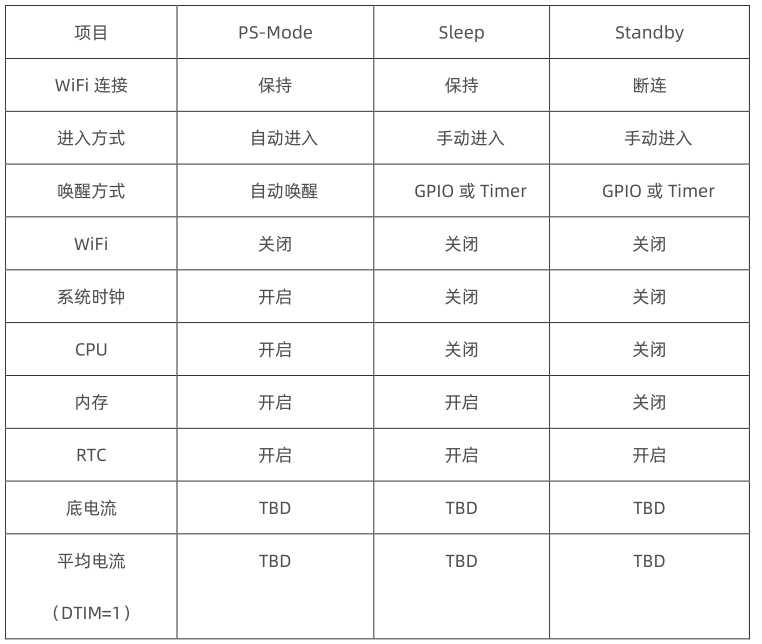 项目 PS-Mode Sleep Standby
WiFi 连接 保持 保持 断连
进入方式 自动进入 手动进入 手动进入
唤醒方式 自动唤醒 GPIO 或 Timer GPIO 或 Timer
WiFi 关闭 关闭 关闭
系统时钟 开启 关闭 关闭
CPU 开启 关闭 关闭
内存 开启 开启 关闭
RTC 开启 开启 开启
底电流 TBD TBD TBD
平均电流 TBD TBD TBD
（DTIM=1）